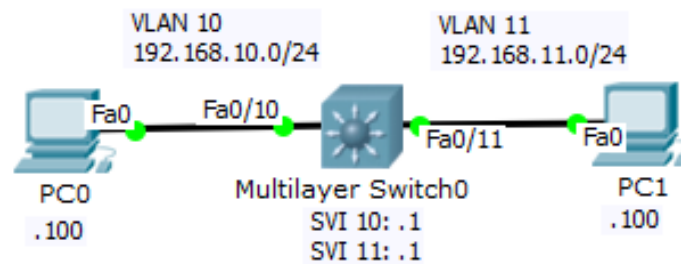 VLAN 10
192.168.10.0/24
VLAN 11
192.168.11.0/24
Fa0
Fa0/10
Fa0/11
Fa0
PC0
.100
Multilayer Switch0
SVI 10: .1
SVI 11: .1
PC1
.100